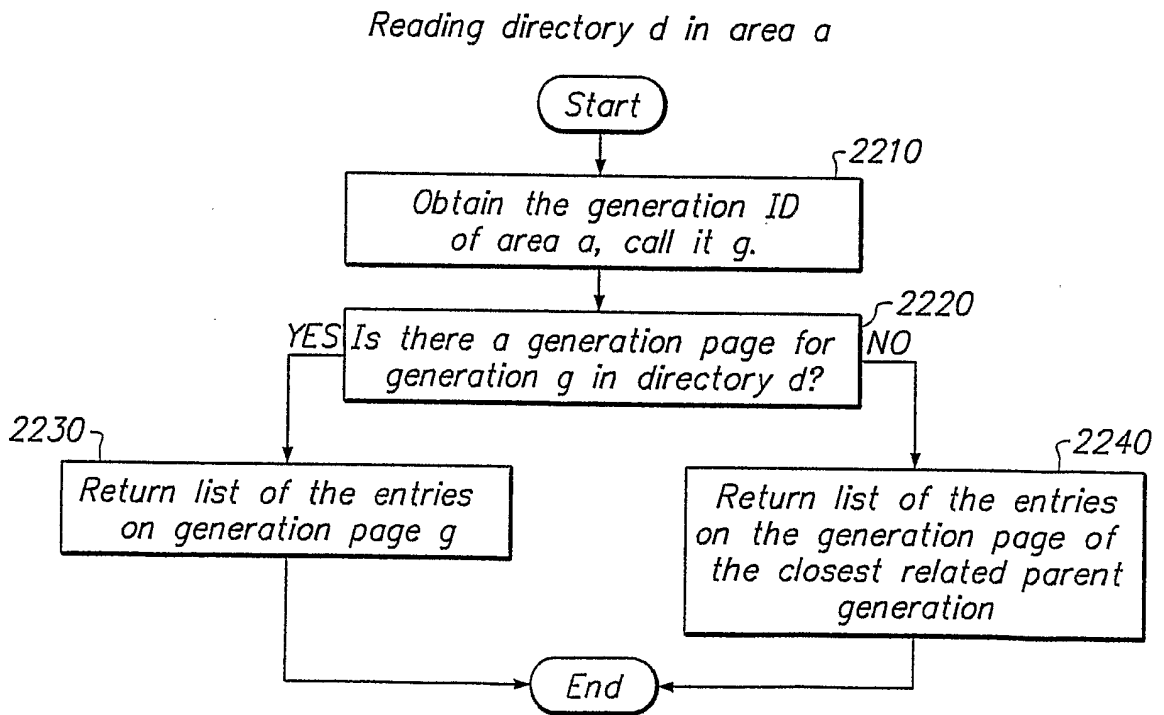 Reading directory d in area a
Start
2210
Obtain the generation ID
of area a, call it g.
2220
YES
Is there a generation page for
generation g in directory d?
NO
2230
Return list of the entries
on generation page g
2240
Return list of the entries
on the generation page of
the closest related parent
generation
End